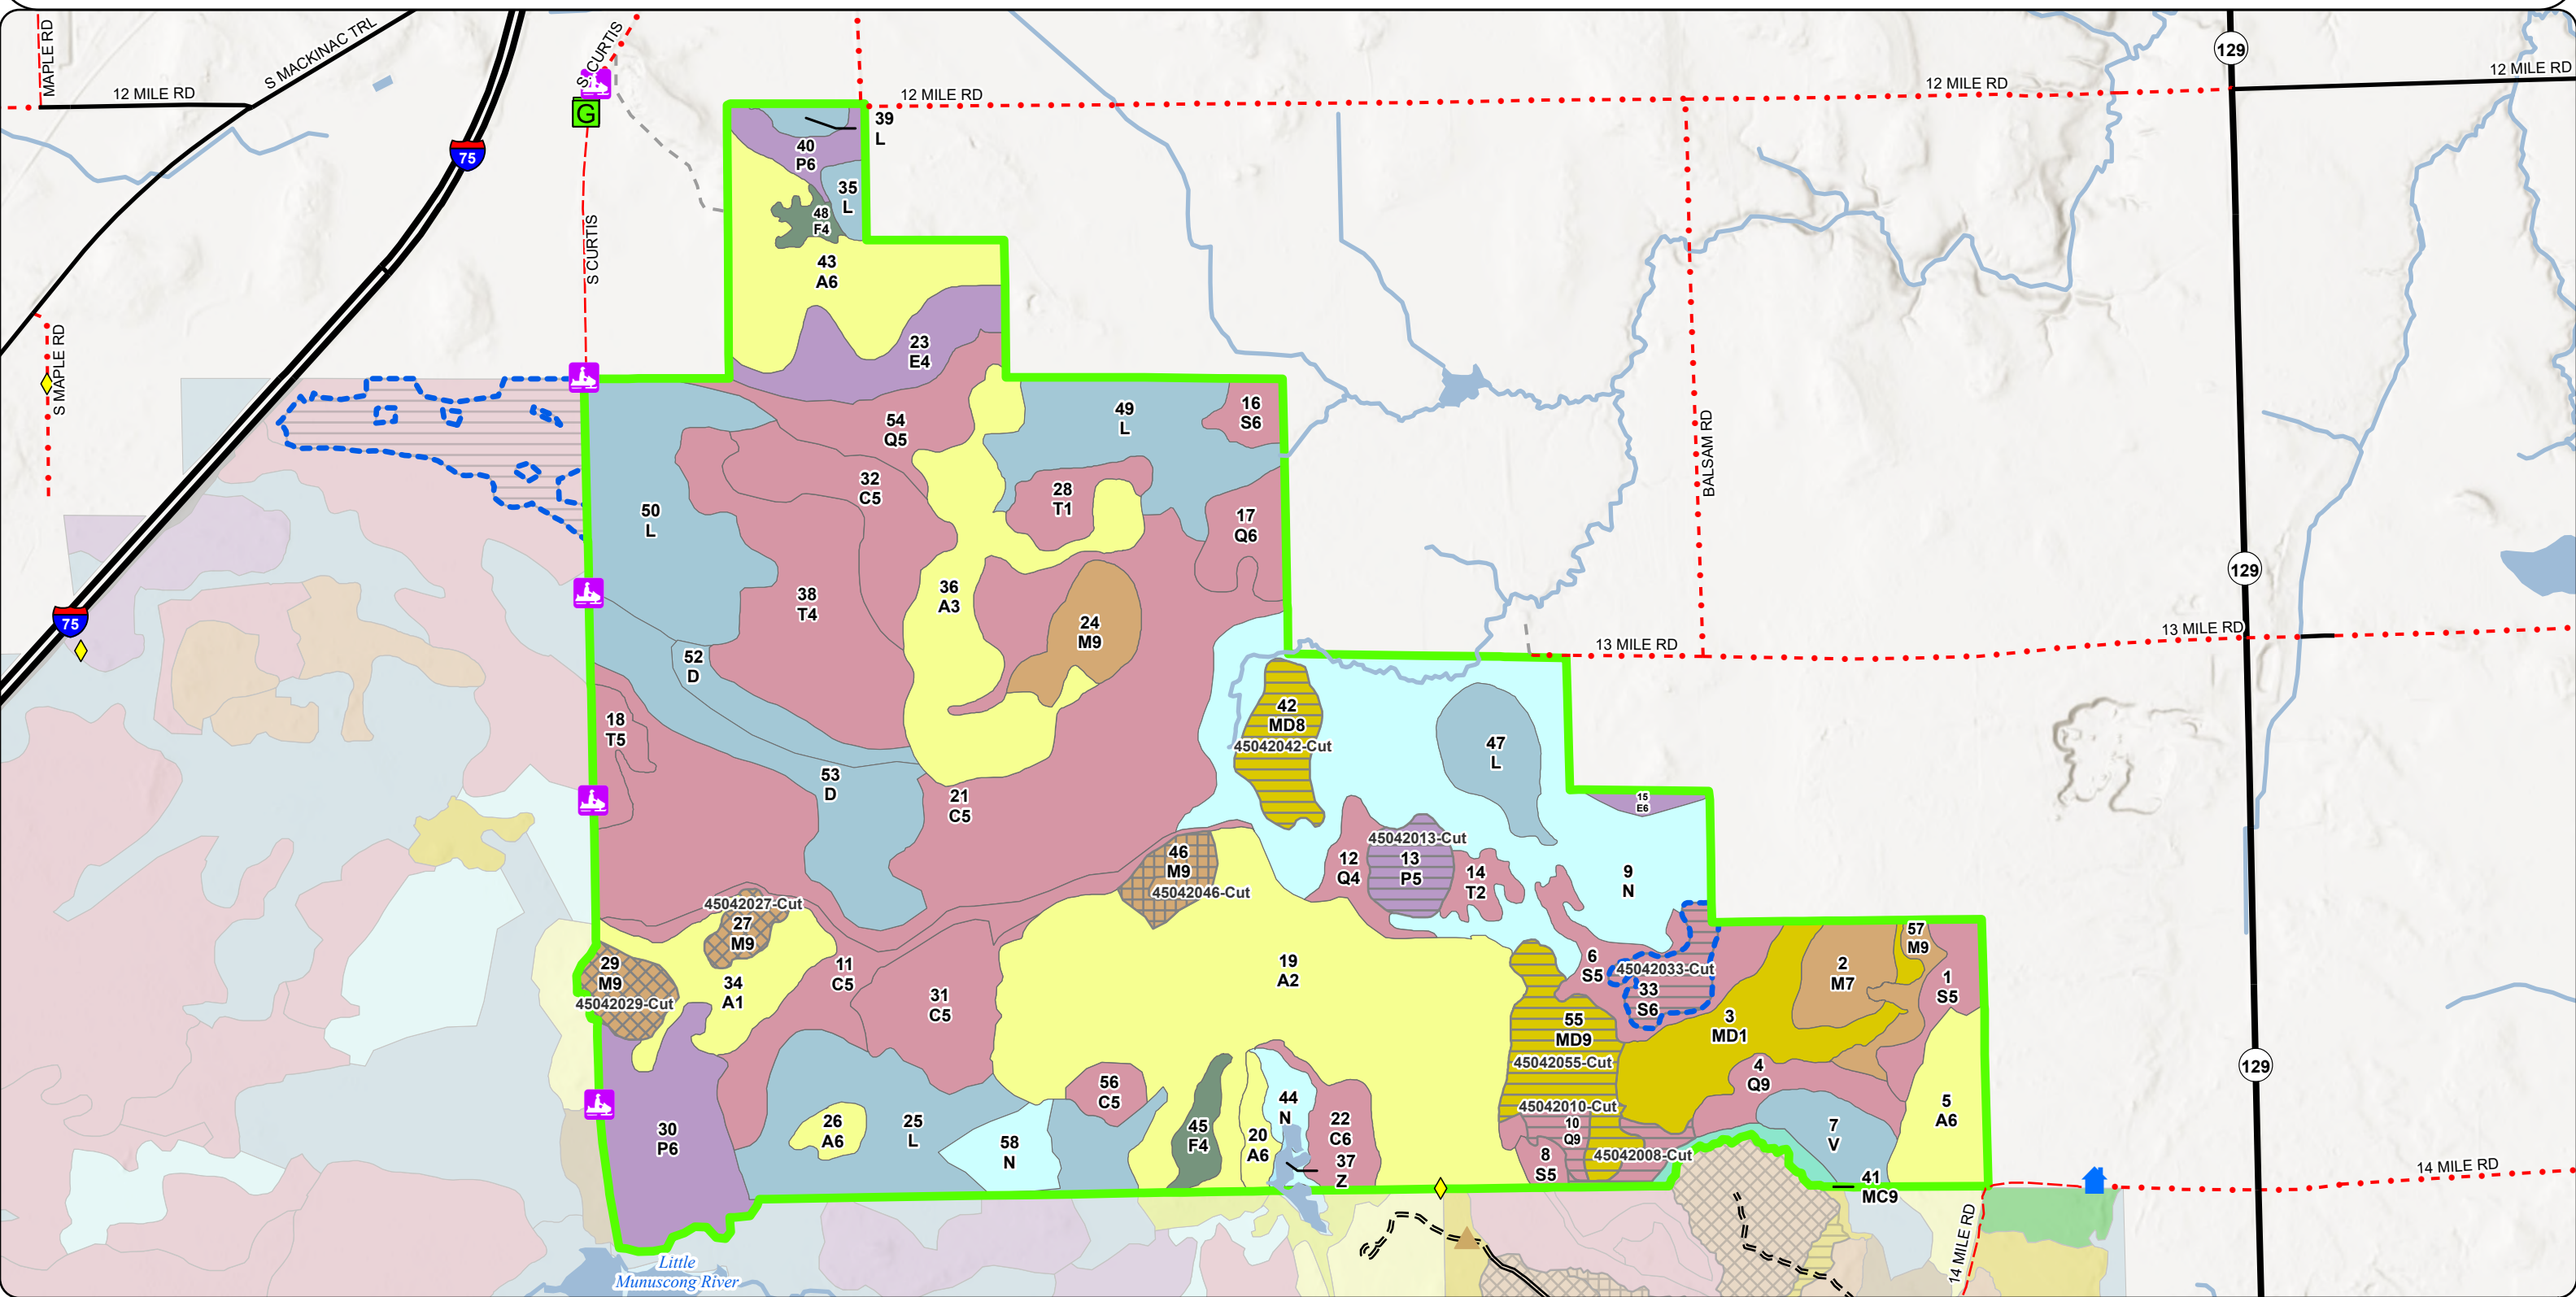 MAPLE RD
12 MILE RD
S MACKINAC TRL
S CURTIS
G
75
12 MILE RD
12 MILE RD
129
12 MILE RD
39
L
40
P6
35
L
48
F4
43
A6
S CURTIS
23
E4
S MAPLE RD
54
Q5
49
L
16
S6
BALSAM RD
32
C5
28
T1
17
Q6
50
L
38
T4
36
A3
24
M9
75
129
13 MILE RD
13 MILE RD
52
D
18
T5
42
MD8
45042042-Cut
47
L
53
D
21
C5
15
E6
45042013-Cut
46
M9
45042046-Cut
12
Q4
13
P5
14
T2
9
N
45042027-Cut
27
M9
29
M9
45042029-Cut
34
A1
11
C5
31
C5
19
A2
6
S5
45042033-Cut
33
S6
57
M9
2
M7
1
S5
55
MD9
45042055-Cut
3
MD1
4
Q9
129
56
C5
44
N
45042010-Cut
10
Q9
5
A6
30
P6
26
A6
25
L
58
N
45
F4
20
A6
22
C6
37
Z
8
S5
45042008-Cut
7
V
41
MC9
14 MILE RD
14 MILE RD
Little
Munuscong River